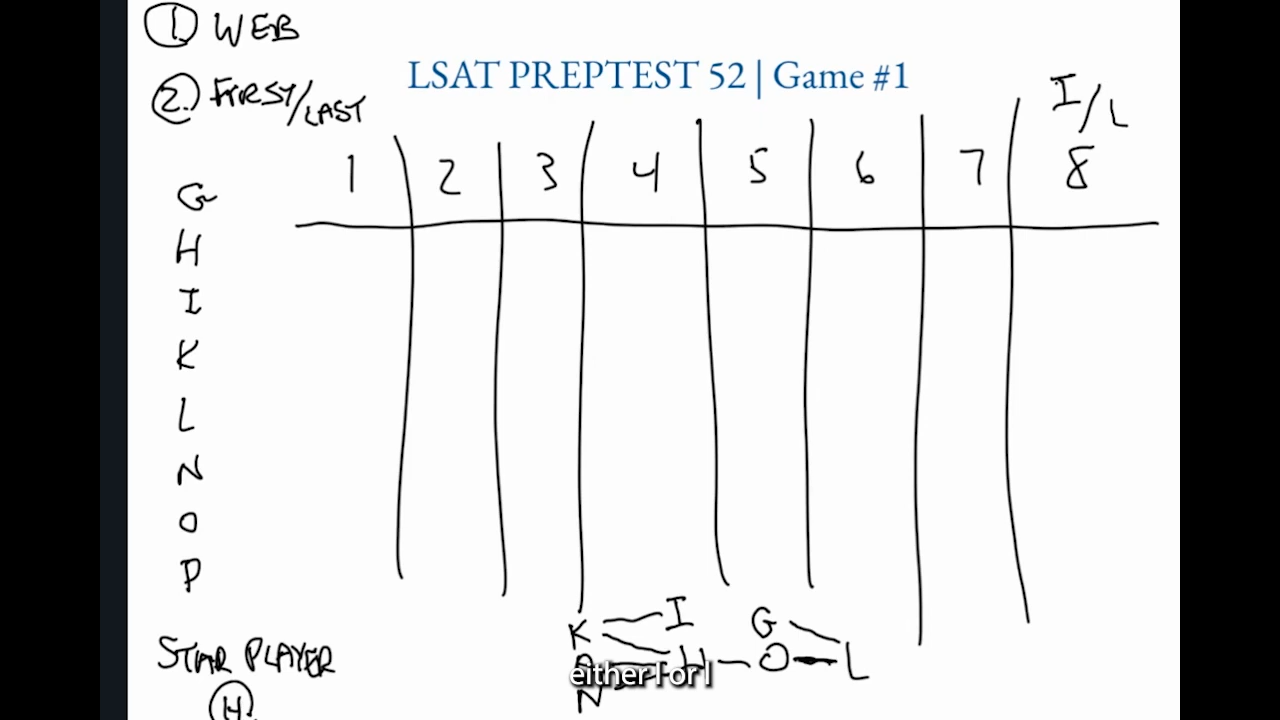 ① WEB
② FIRST/LAST
LSAT PREPTEST 52 | Game #1
I/L
1 2 3 4 5 6 7 8
G
H
I
K
L
N
O
P
K I G
H O L
N
either I or l
STAR PLAYER
H